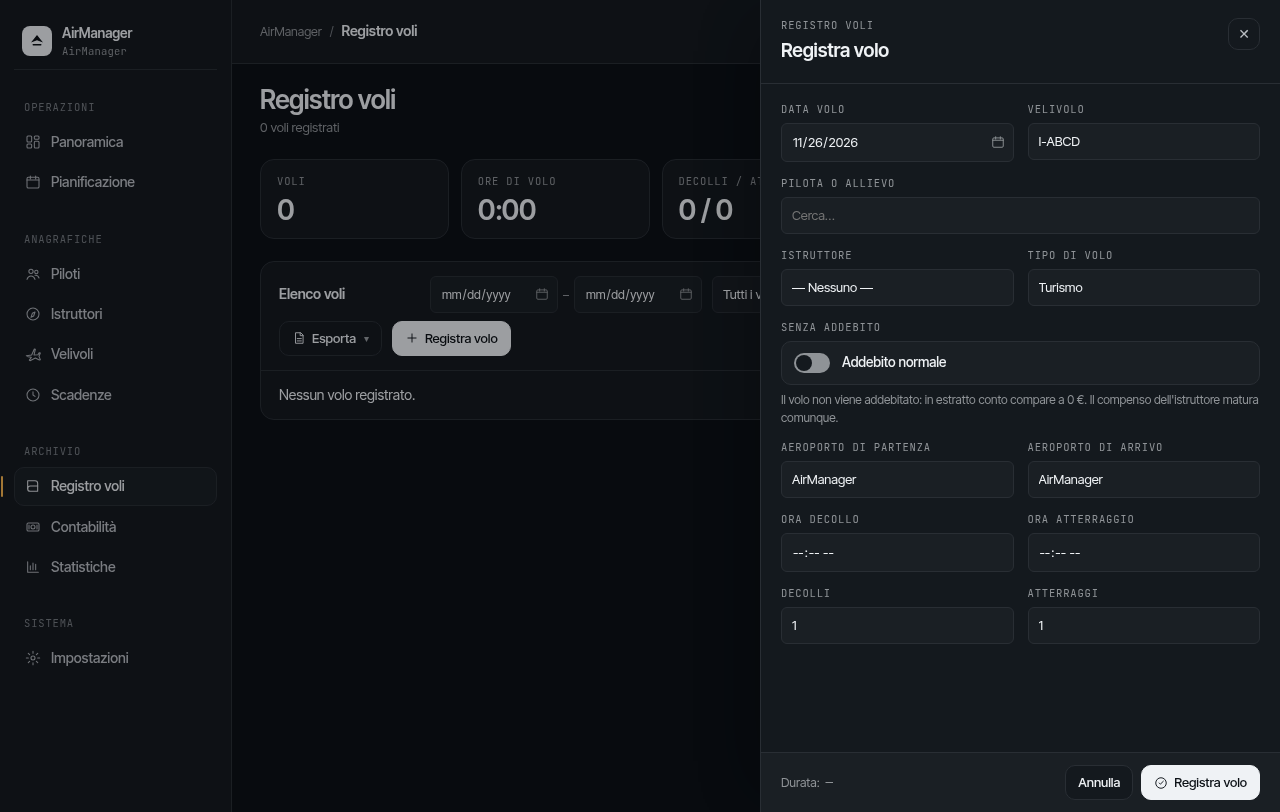 AirManager
AirManager
OPERAZIONI
Panoramica
Pianificazione
ANAGRAFICHE
Piloti
Istruttori
Velivoli
Scadenze
ARCHIVIO
Registro voli
Contabilità
Statistiche
SISTEMA
Impostazioni
AirManager / Registro voli
Registro voli
0 voli registrati
VOLI
0
ORE DI VOLO
0:00
DECOLLI / AT
0 / 0
Elenco voli
mm/dd/yyyy – mm/dd/yyyy Tutti i v
Esporta ▾ Registra volo
Nessun volo registrato.
REGISTRO VOLI
Registra volo
DATA VOLO
11/26/2026
VELIVOLO
I-ABCD
PILOTA O ALLIEVO
Cerca...
ISTRUTTORE
— Nessuno —
TIPO DI VOLO
Turismo
SENZA ADDEBITO
Addebito normale
Il volo non viene addebitato: in estratto conto compare a 0 €. Il compenso dell'istruttore matura
comunque.
AEROPORTO DI PARTENZA
AirManager
AEROPORTO DI ARRIVO
AirManager
ORA DECOLLO
--:-- --
ORA ATTERRAGGIO
--:-- --
DECOLLI
1
ATTERRAGGI
1
Durata: —
Annulla
Registra volo